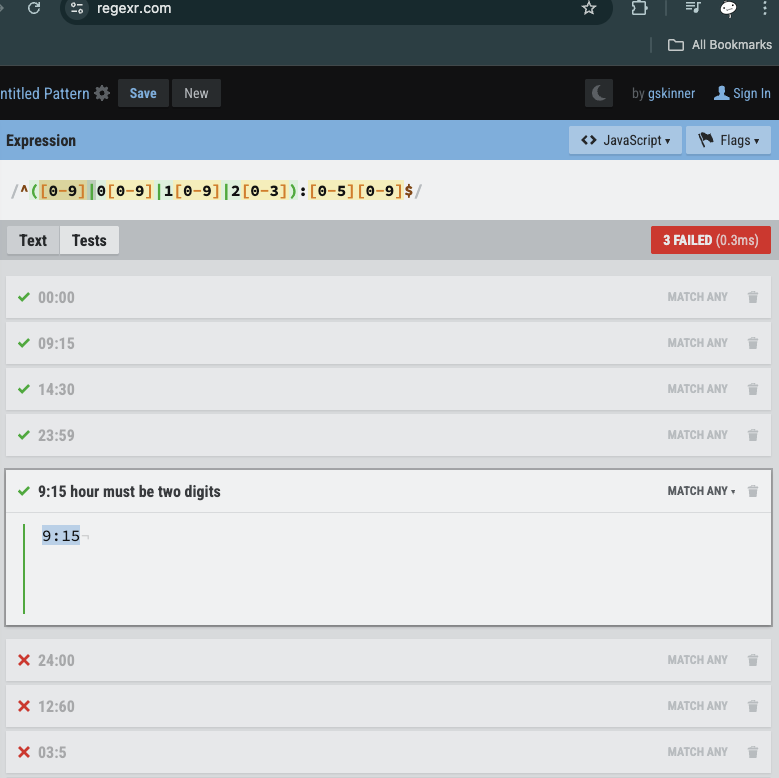 regexr.com
All Bookmarks
ntitled Pattern Save New by gskinner Sign In
Expression <> JavaScript ▾ Flags ▾
/^([0-9]|0[0-9]|1[0-9]|2[0-3]):[0-5][0-9]$/
Text Tests 3 FAILED (0.3ms)
00:00 MATCH ANY
09:15 MATCH ANY
14:30 MATCH ANY
23:59 MATCH ANY
9:15 hour must be two digits MATCH ANY ▾
9:15¬
24:00 MATCH ANY
12:60 MATCH ANY
03:5 MATCH ANY